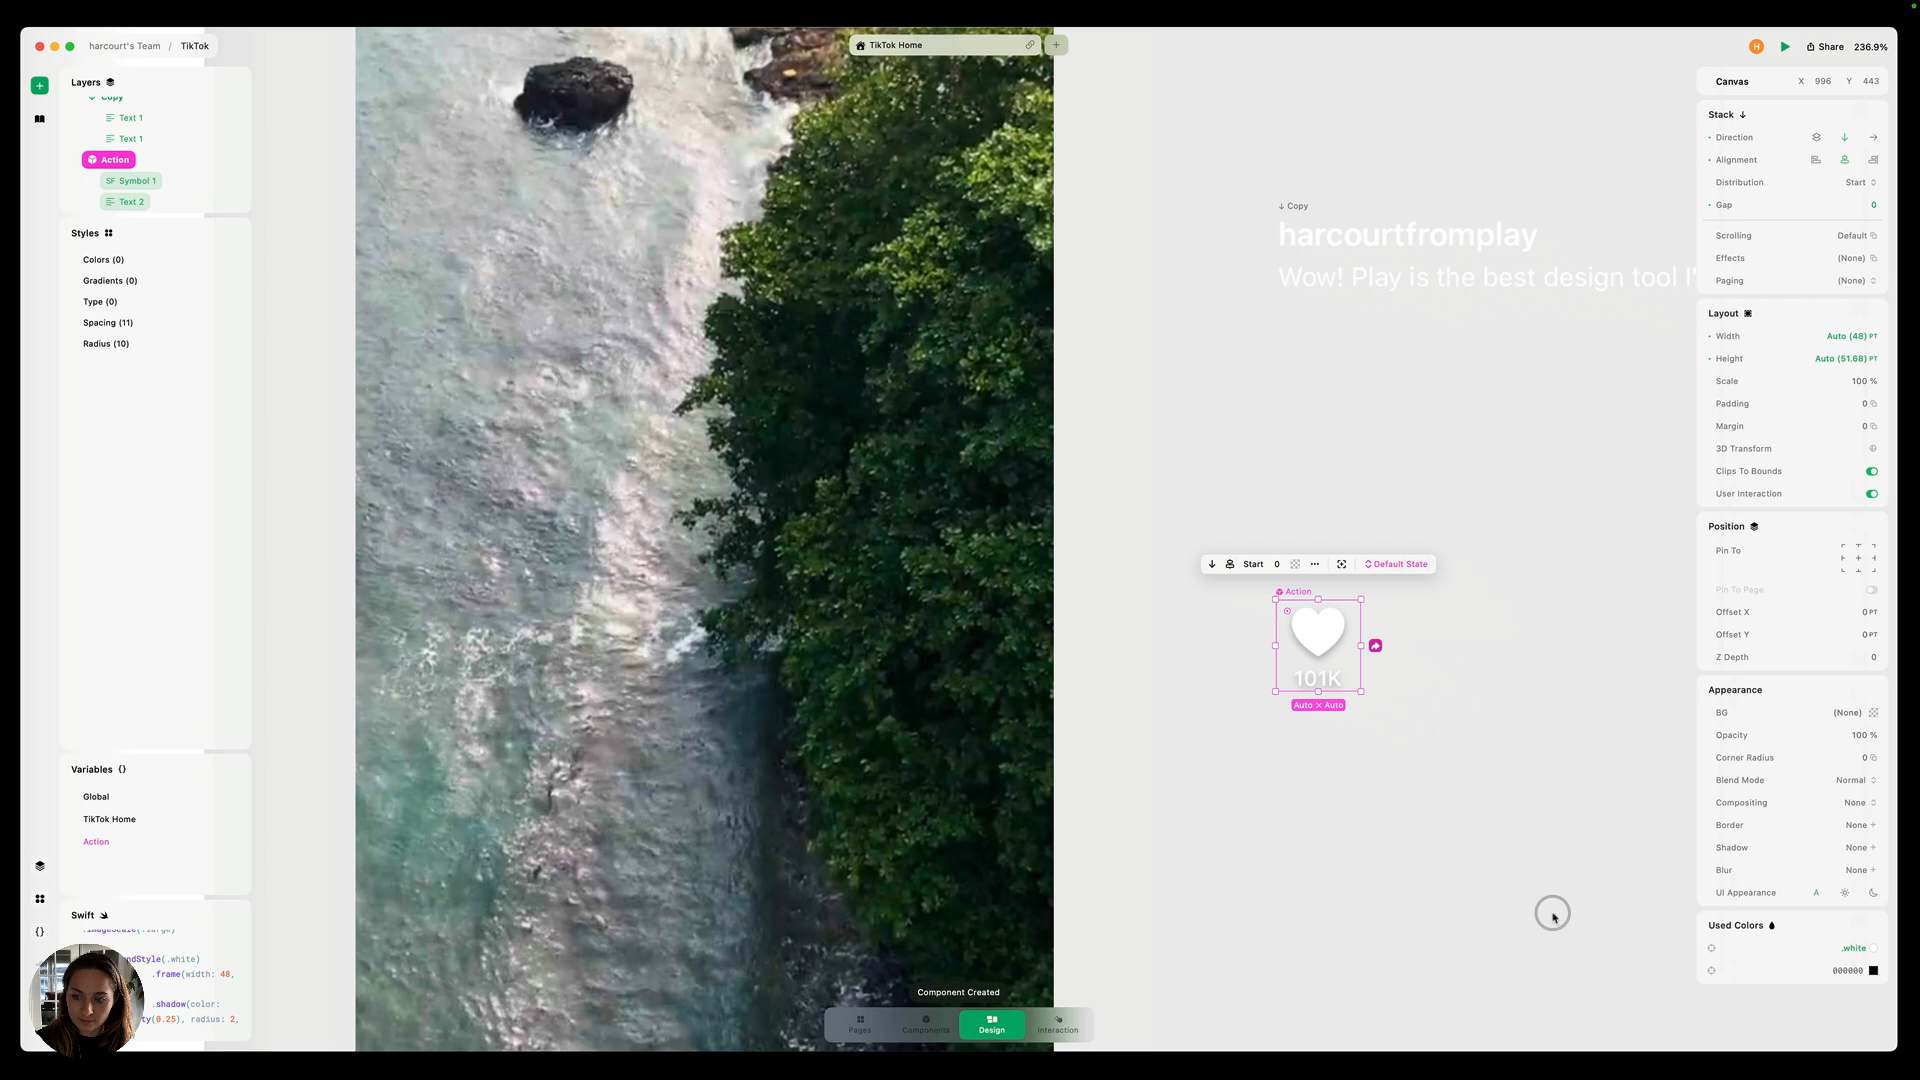 harcourt's Team / TikTok
TikTok Home
H
Share 236.9%
Layers
Copy
Text 1
Text 1
Action
SF Symbol 1
Text 2
Styles
Colors (0)
Gradients (0)
Type (0)
Spacing (11)
Radius (10)
Variables {}
Global
TikTok Home
Action
{}
Swift
.imageScale(.large)
ndStyle(.white)
.frame(width: 48,
.shadow(color:
ty(0.25), radius: 2,
Copy
harcourtfromplay
Wow! Play is the best design tool I'
Start 0 Default State
Action
101K
Auto × Auto
Component Created
Pages
Components
Design
Interaction
Canvas X 996 Y 443
Stack
Direction
Alignment
Distribution Start
Gap 0
Scrolling Default
Effects (None)
Paging (None)
Layout
Width Auto (48) PT
Height Auto (51.68) PT
Scale 100 %
Padding 0
Margin 0
3D Transform
Clips To Bounds
User Interaction
Position
Pin To
Pin To Page
Offset X 0 PT
Offset Y 0 PT
Z Depth 0
Appearance
BG (None)
Opacity 100 %
Corner Radius 0
Blend Mode Normal
Compositing None
Border None +
Shadow None +
Blur None +
UI Appearance A
Used Colors
.white
000000